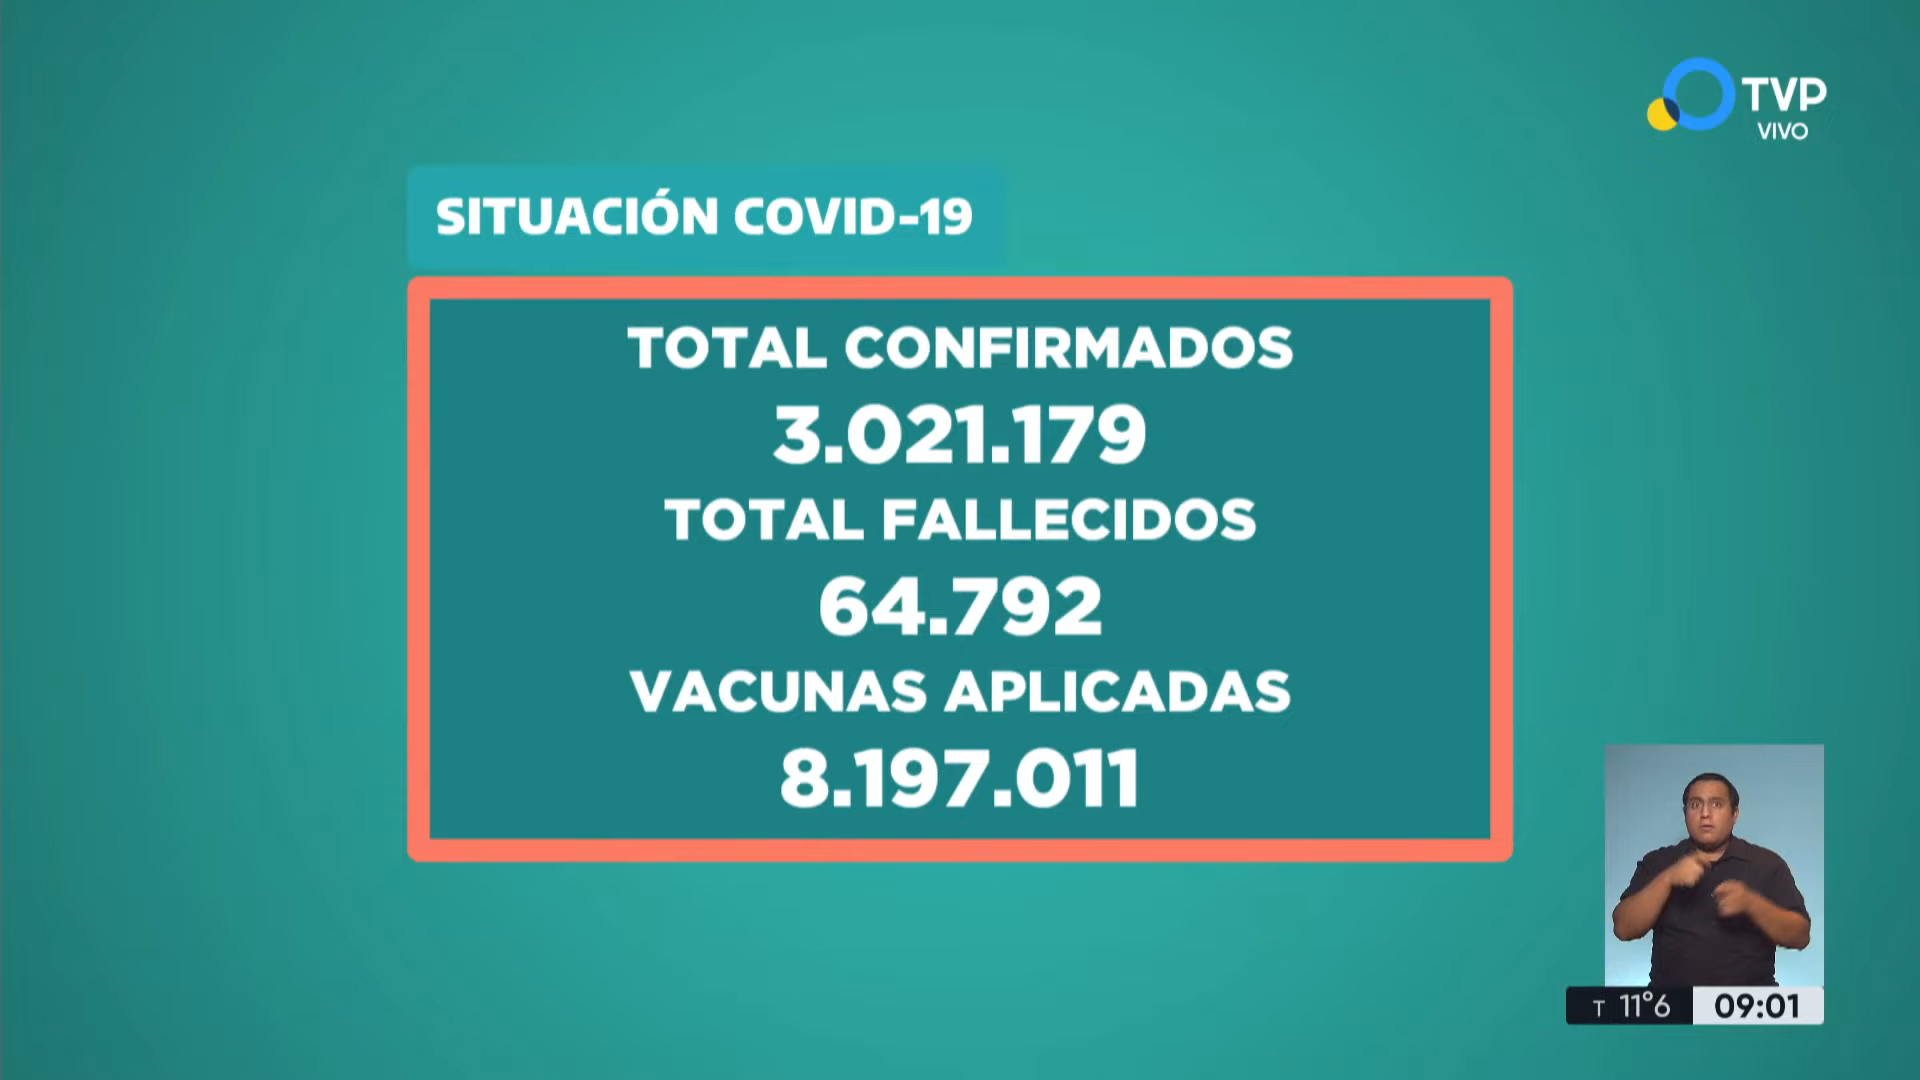 TVP
VIVO
SITUACIÓN COVID-19
TOTAL CONFIRMADOS
3.021.179
TOTAL FALLECIDOS
64.792
VACUNAS APLICADAS
8.197.011
T 11°6 09:01